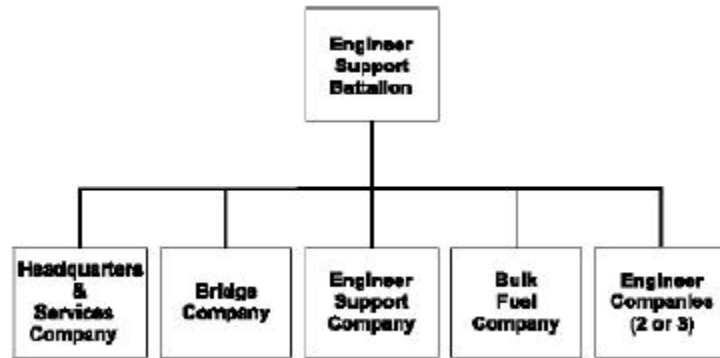 Engineer
Support
Battalion
Headquarters
&
Services
Company
Bridge
Company
Engineer
Support
Company
Bulk
Fuel
Company
Engineer
Companies
(2 or 3)